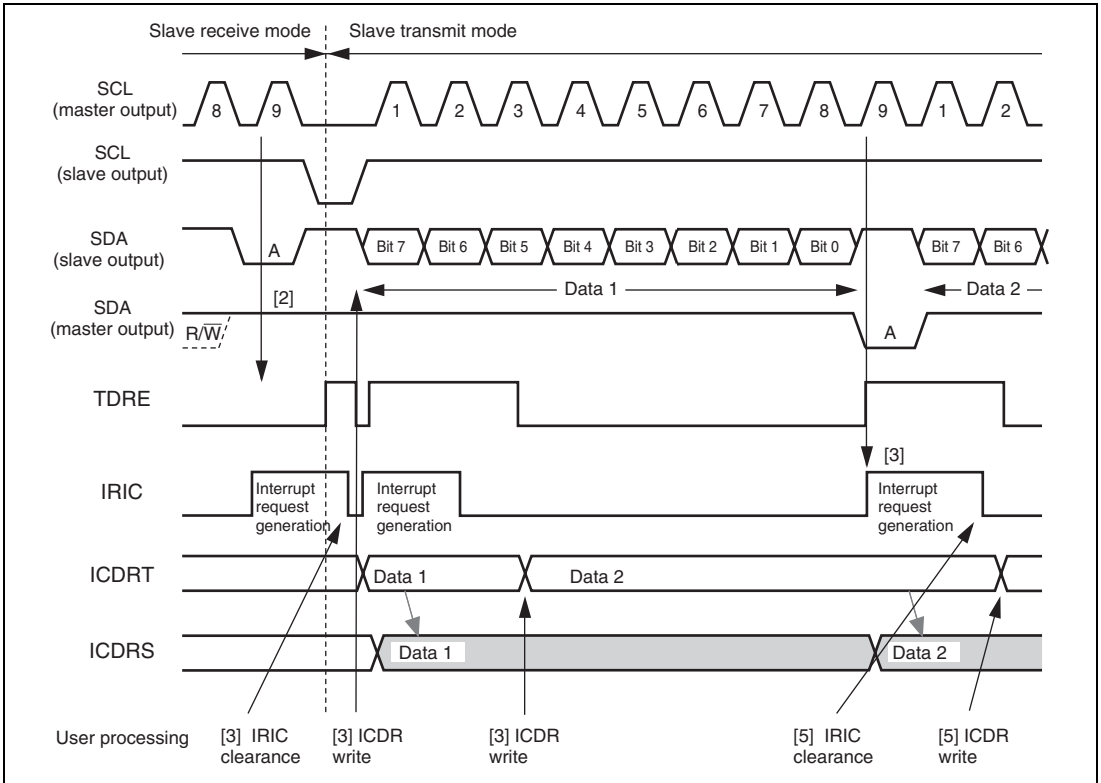 Slave receive mode Slave transmit mode
SCL
(master output)
8 9 1 2 3 4 5 6 7 8 9 1 2
SCL
(slave output)
SDA
(slave output)
A Bit 7 Bit 6 Bit 5 Bit 4 Bit 3 Bit 2 Bit 1 Bit 0 Bit 7 Bit 6
[2] Data 1 Data 2
SDA
(master output)
R/W̅ A
TDRE
[3]
IRIC
Interrupt
request
generation
Interrupt
request
generation
Interrupt
request
generation
ICDRT
Data 1 Data 2
ICDRS
Data 1 Data 2
User processing
[3] IRIC
clearance
[3] ICDR
write
[3] ICDR
write
[5] IRIC
clearance
[5] ICDR
write